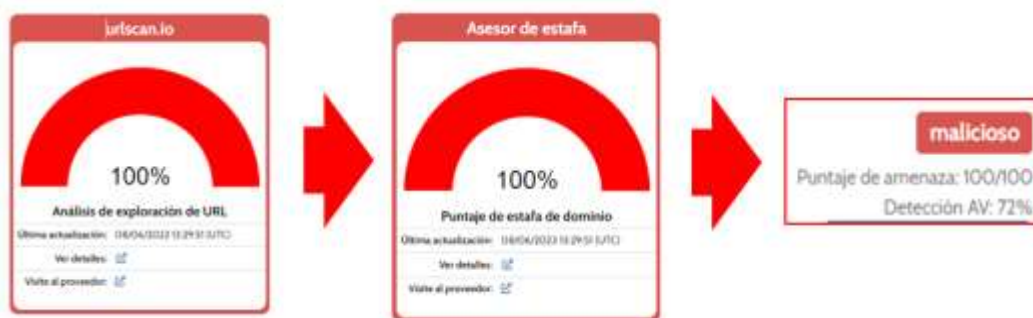 urlscan.io
100%
Análisis de exploración de URL
Última actualización:
Ver detalles:
Visite al proveedor:
Asesor de estafa
100%
Puntaje de estafa de dominio
Última actualización:
Ver detalles:
Visite al proveedor:
malicioso
Puntaje de amenaza: 100/100
Detección AV: 72%